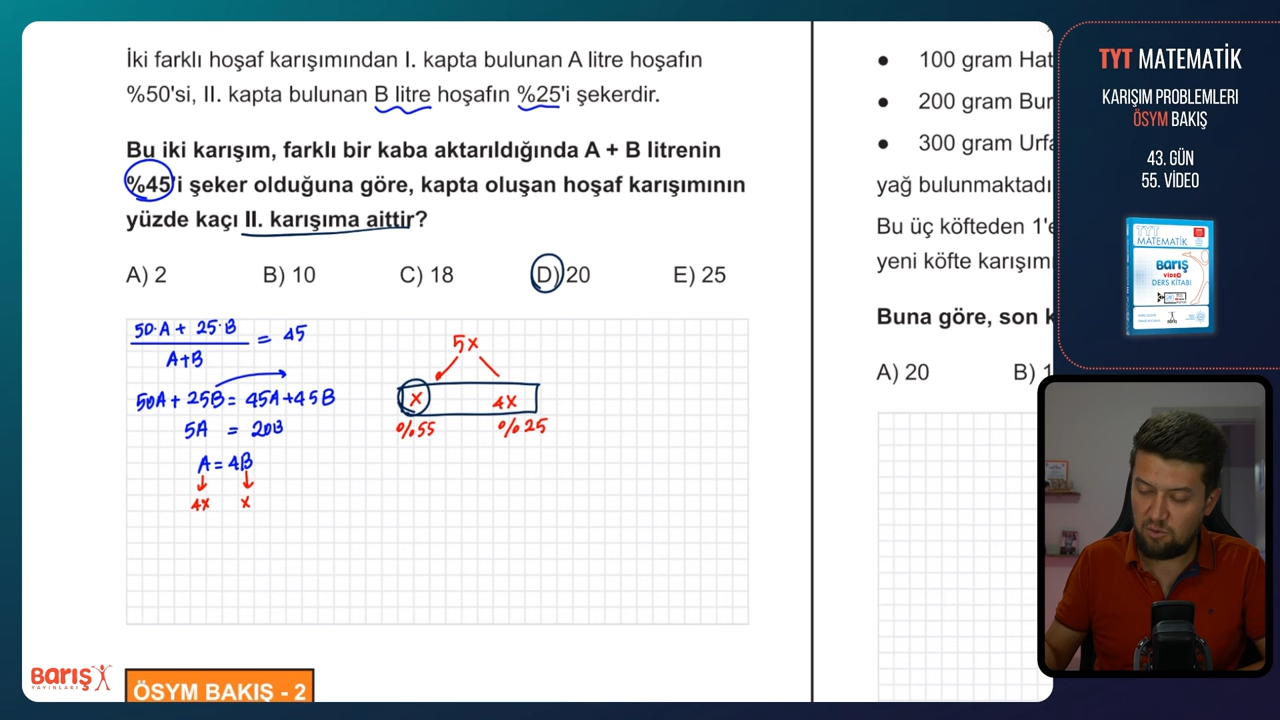 İki farklı hoşaf karışımından I. kapta bulunan A litre hoşafın
%50'si, II. kapta bulunan B litre hoşafın %25'i şekerdir.
Bu iki karışım, farklı bir kaba aktarıldığında A + B litrenin
%45'i şeker olduğuna göre, kapta oluşan hoşaf karışımının
yüzde kaçı II. karışıma aittir?
A) 2 B) 10 C) 18 D) 20 E) 25
50·A + 25·B
A+B
= 45
50A + 25B = 45A + 45B
5A = 20B
A = 4B
4x x
5x
x 4x
%55 %25
BARIŞ
YAYINLARI
ÖSYM BAKIŞ - 2
100 gram Hat
200 gram Bur
300 gram Urfa
yağ bulunmaktadı
Bu üç köfteden 1'e
yeni köfte karışım
Buna göre, son k
A) 20 B) 1
TYT MATEMATİK
KARIŞIM PROBLEMLERI
ÖSYM BAKIŞ
43. GÜN
55. VİDEO
TYT
MATEMATİK
BARIŞ
VİDEO
DERS KİTABI